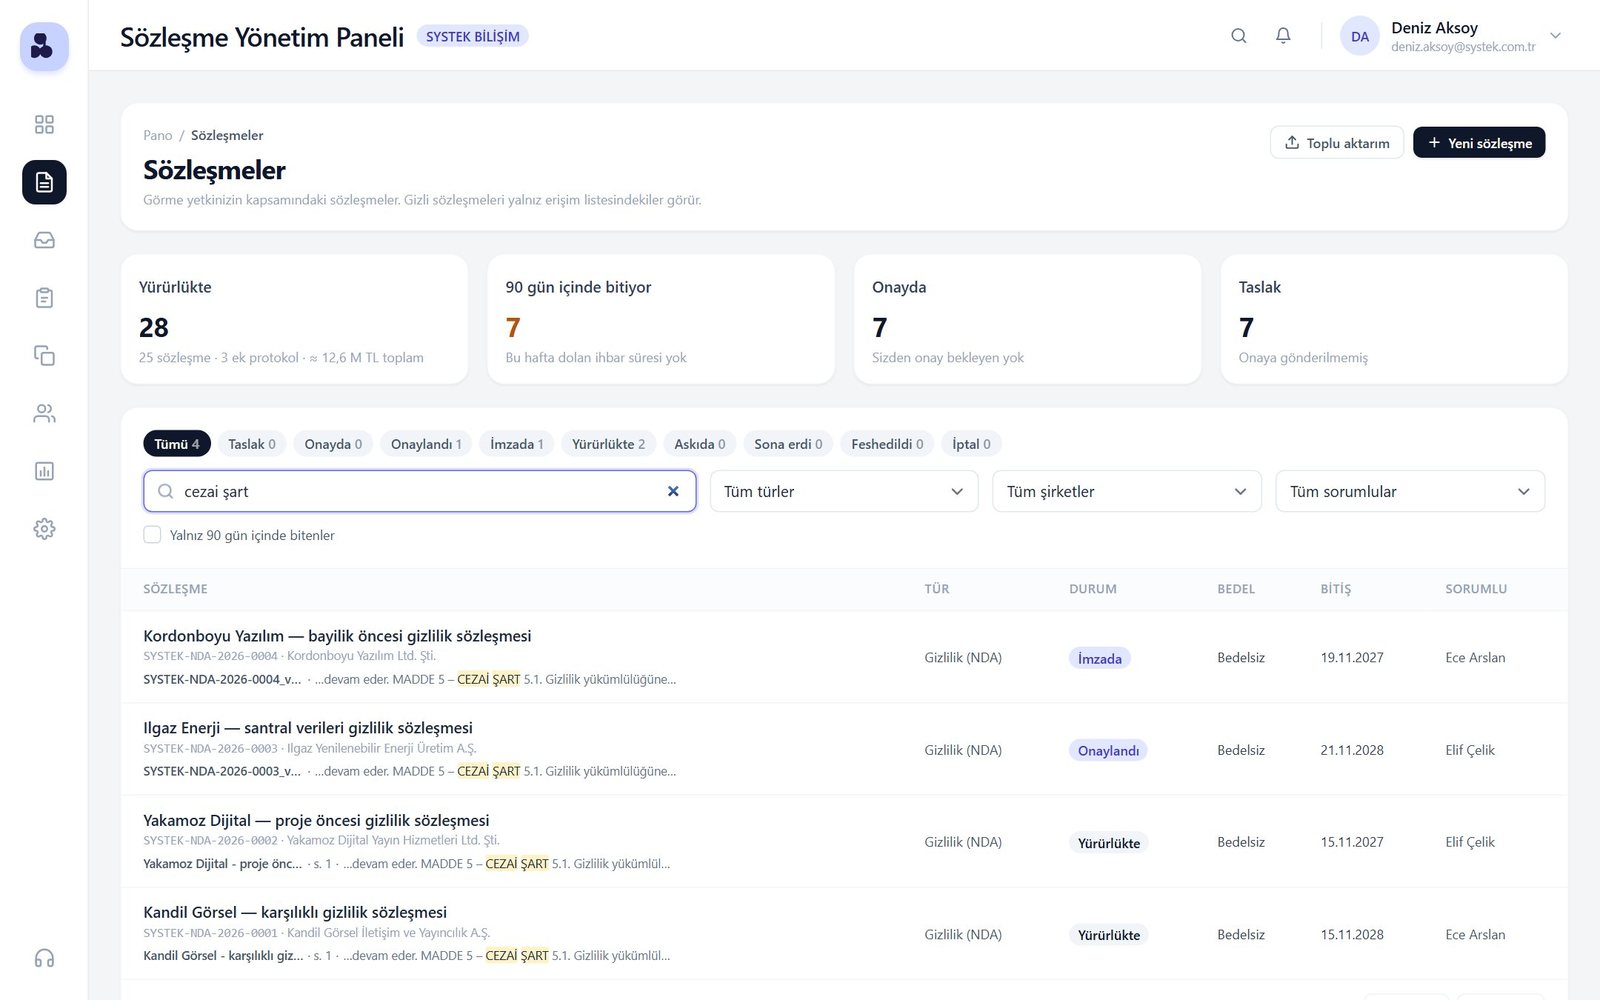 Sözleşme Yönetim Paneli SYSTEK BİLİŞİM
DA Deniz Aksoy
deniz.aksoy@systek.com.tr
Pano / Sözleşmeler
Sözleşmeler
Görme yetkinizin kapsamındaki sözleşmeler. Gizli sözleşmeleri yalnız erişim listesindekiler görür.
Toplu aktarım
+ Yeni sözleşme
Yürürlükte
28
25 sözleşme · 3 ek protokol · ≈ 12,6 M TL toplam
90 gün içinde bitiyor
7
Bu hafta dolan ihbar süresi yok
Onayda
7
Sizden onay bekleyen yok
Taslak
7
Onaya gönderilmemiş
Tümü 4 Taslak 0 Onayda 0 Onaylandı 1 İmzada 1 Yürürlükte 2 Askıda 0 Sona erdi 0 Feshedildi 0 İptal 0
cezai şart Tüm türler Tüm şirketler Tüm sorumlular
Yalnız 90 gün içinde bitenler
SÖZLEŞME TÜR DURUM BEDEL BİTİŞ SORUMLU
Kordonboyu Yazılım — bayilik öncesi gizlilik sözleşmesi
SYSTEK-NDA-2026-0004 · Kordonboyu Yazılım Ltd. Şti.
SYSTEK-NDA-2026-0004_v... · ...devam eder. MADDE 5 – CEZAİ ŞART 5.1. Gizlilik yükümlülüğüne...
Gizlilik (NDA) İmzada Bedelsiz 19.11.2027 Ece Arslan
Ilgaz Enerji — santral verileri gizlilik sözleşmesi
SYSTEK-NDA-2026-0003 · Ilgaz Yenilenebilir Enerji Üretim A.Ş.
SYSTEK-NDA-2026-0003_v... · ...devam eder. MADDE 5 – CEZAİ ŞART 5.1. Gizlilik yükümlülüğüne...
Gizlilik (NDA) Onaylandı Bedelsiz 21.11.2028 Elif Çelik
Yakamoz Dijital — proje öncesi gizlilik sözleşmesi
SYSTEK-NDA-2026-0002 · Yakamoz Dijital Yayın Hizmetleri Ltd. Şti.
Yakamoz Dijital - proje önc... · s. 1 · ...devam eder. MADDE 5 – CEZAİ ŞART 5.1. Gizlilik yükümlül...
Gizlilik (NDA) Yürürlükte Bedelsiz 15.11.2027 Elif Çelik
Kandil Görsel — karşılıklı gizlilik sözleşmesi
SYSTEK-NDA-2026-0001 · Kandil Görsel İletişim ve Yayıncılık A.Ş.
Kandil Görsel - karşılıklı giz... · s. 1 · ...devam eder. MADDE 5 – CEZAİ ŞART 5.1. Gizlilik yükümlül...
Gizlilik (NDA) Yürürlükte Bedelsiz 15.11.2028 Ece Arslan